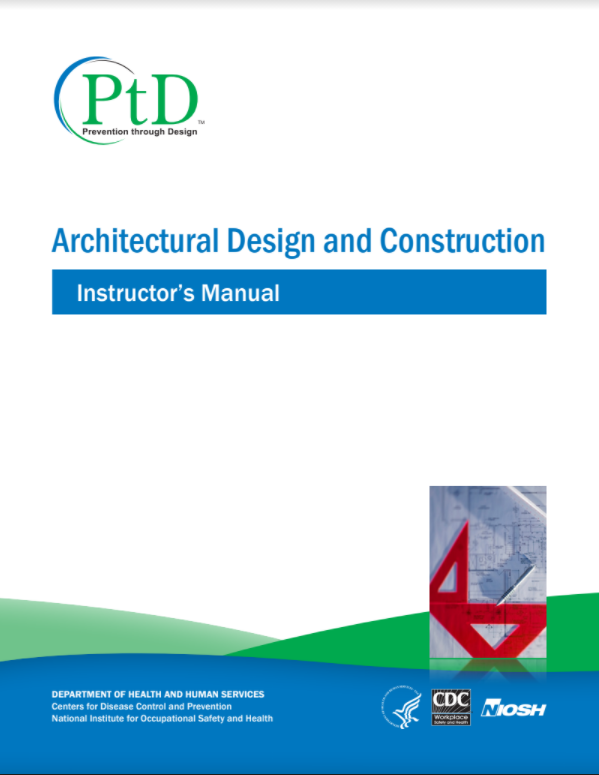 PtD
TM
Prevention through Design
Architectural Design and Construction
Instructor's Manual
DEPARTMENT OF HEALTH AND HUMAN SERVICES
Centers for Disease Control and Prevention
National Institute for Occupational Safety and Health
CDC
Workplace
Safety and Health
NIOSH